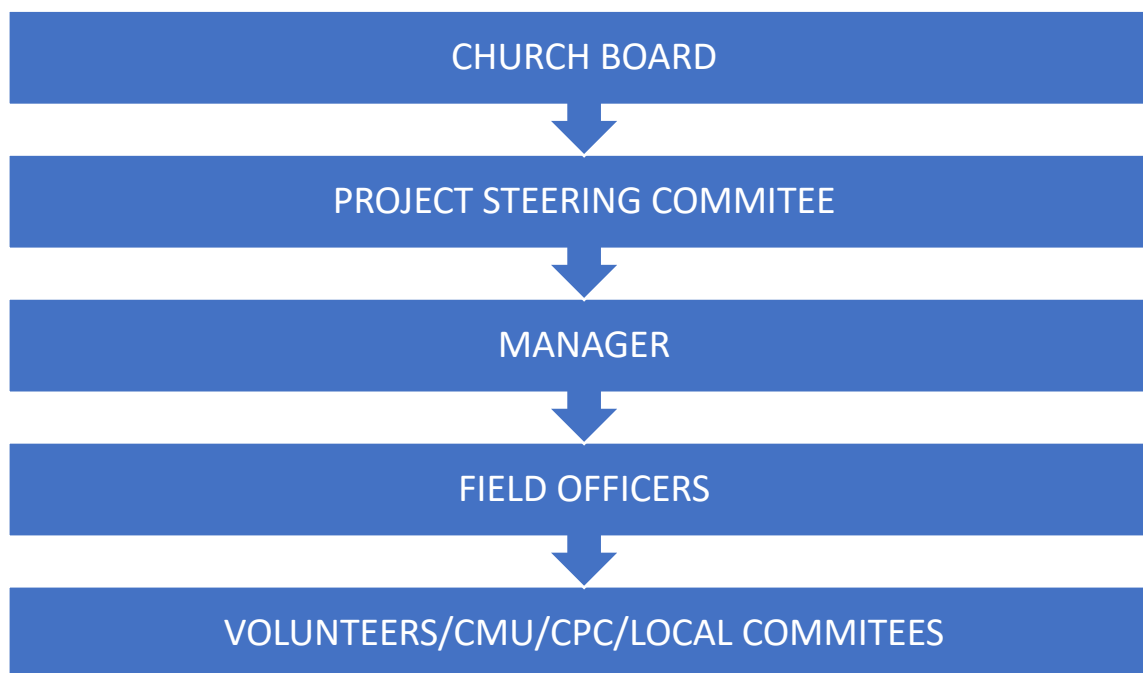 CHURCH BOARD
PROJECT STEERING COMMITEE
MANAGER
FIELD OFFICERS
VOLUNTEERS/CMU/CPC/LOCAL COMMITEES